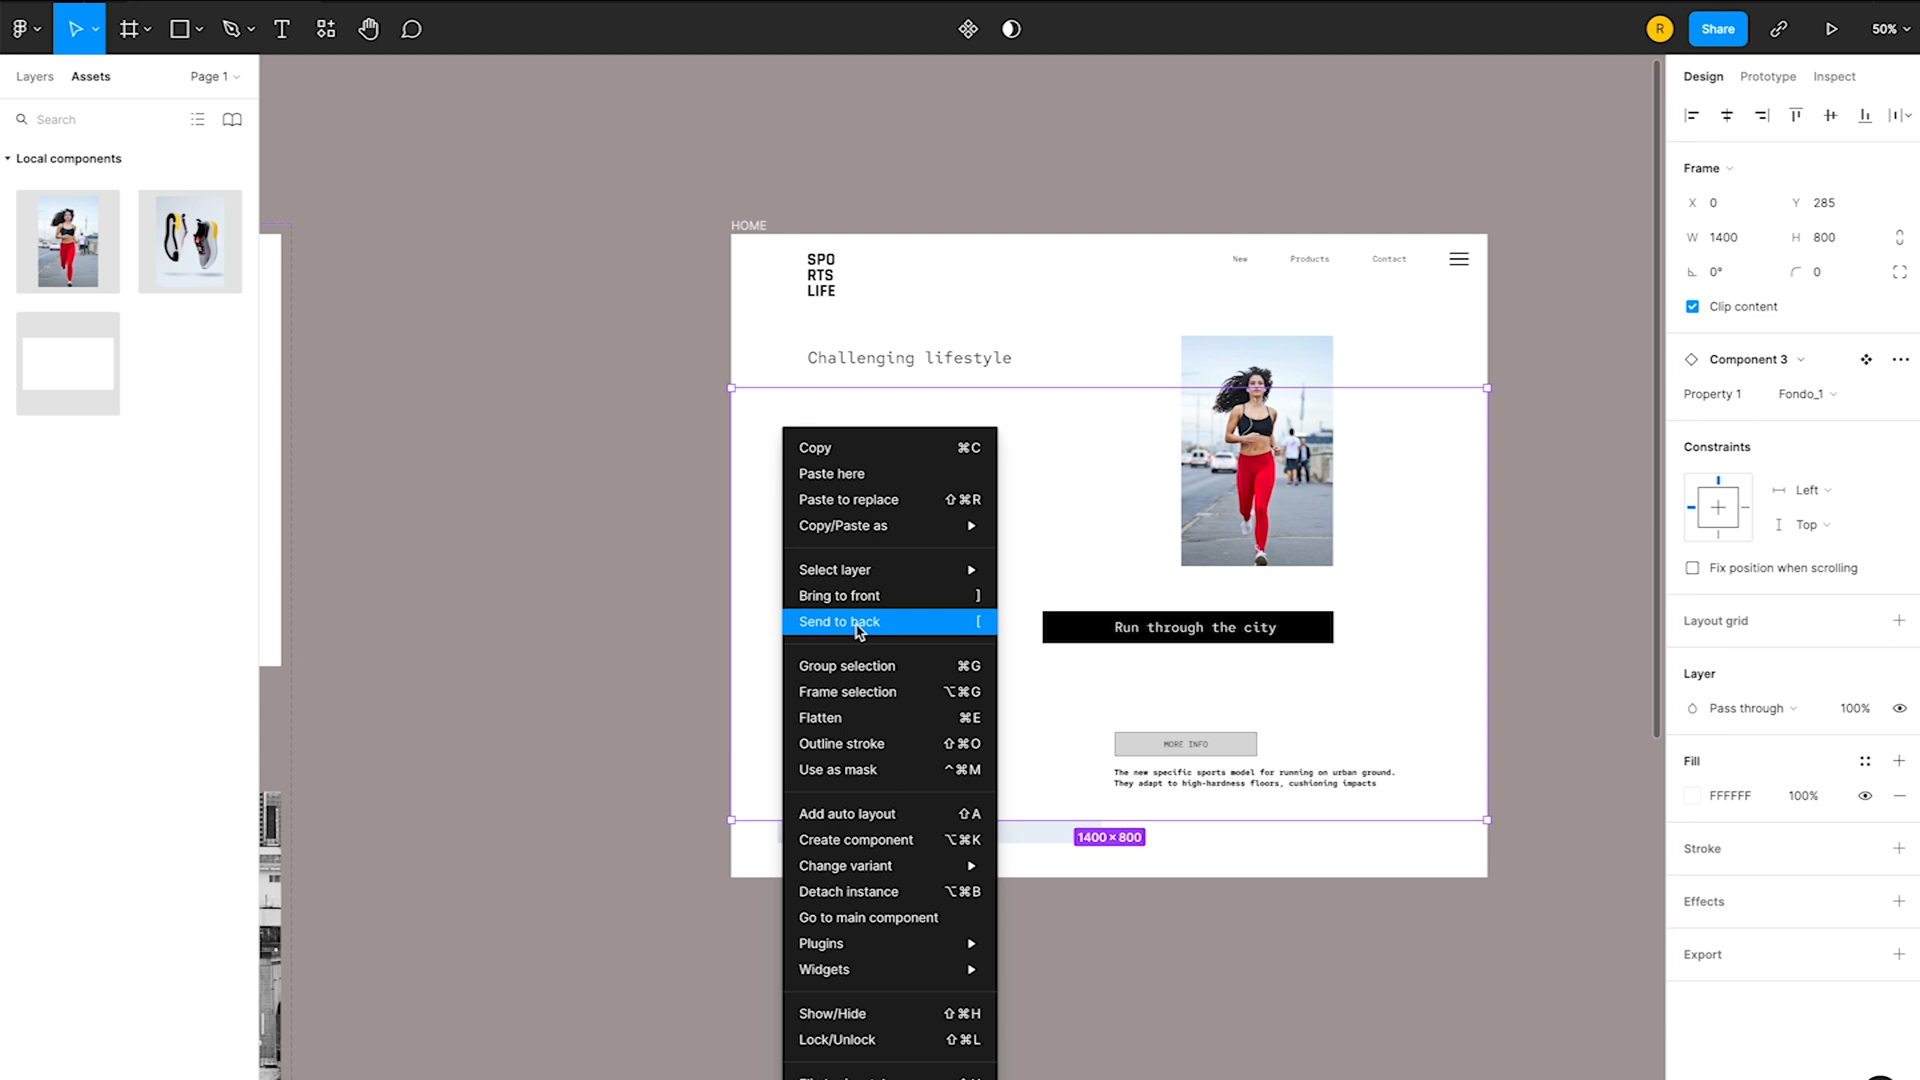 R
Share
50%
Layers
Assets
Page 1
Search
Local components
HOME
SPO
RTS
LIFE
New
Products
Contact
Challenging lifestyle
Run through the city
MORE INFO
The new specific sports model for running on urban ground.
They adapt to high-hardness floors, cushioning impacts
1400 × 800
Copy ⌘C
Paste here
Paste to replace ⇧⌘R
Copy/Paste as
Select layer
Bring to front ]
Send to back [
Group selection ⌘G
Frame selection ⌥⌘G
Flatten ⌘E
Outline stroke ⇧⌘O
Use as mask ^⌘M
Add auto layout ⇧A
Create component ⌥⌘K
Change variant
Detach instance ⌥⌘B
Go to main component
Plugins
Widgets
Show/Hide ⇧⌘H
Lock/Unlock ⇧⌘L
Design
Prototype
Inspect
Frame
X 0 Y 285
W 1400 H 800
0° 0
Clip content
Component 3
Property 1 Fondo_1
Constraints
Left
Top
Fix position when scrolling
Layout grid
Layer
Pass through 100%
Fill
FFFFFF 100%
Stroke
Effects
Export